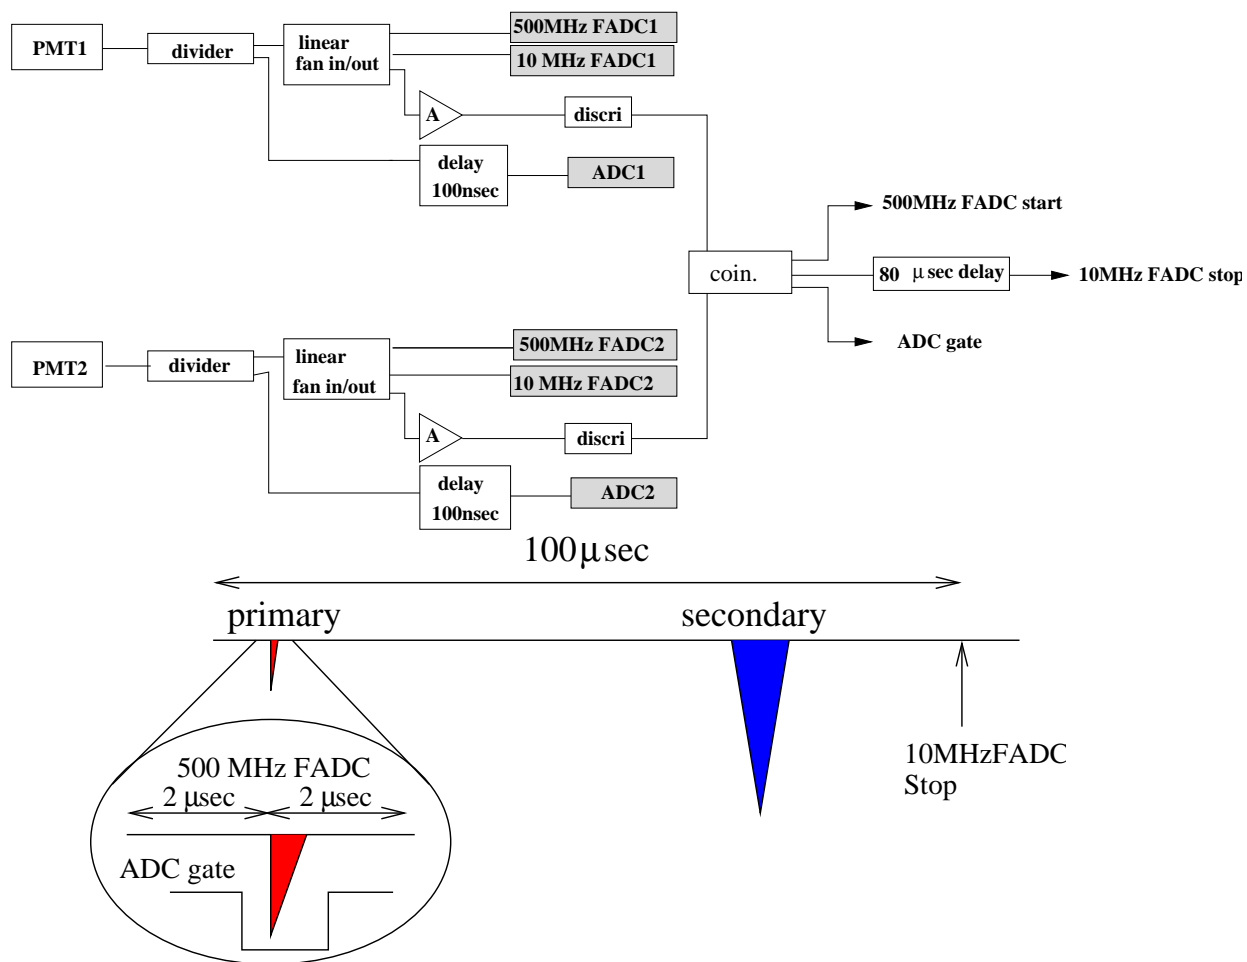 500MHz FADC1
PMT1
divider
linear
fan in/out
10 MHz FADC1
A
discri
delay
100nsec
ADC1
500MHz FADC start
coin.
80 μsec delay
10MHz FADC stop
ADC gate
PMT2
divider
linear
fan in/out
500MHz FADC2
10 MHz FADC2
A
discri
delay
100nsec
ADC2
100μsec
primary
secondary
10MHzFADC
Stop
500 MHz FADC
2 μsec 2 μsec
ADC gate